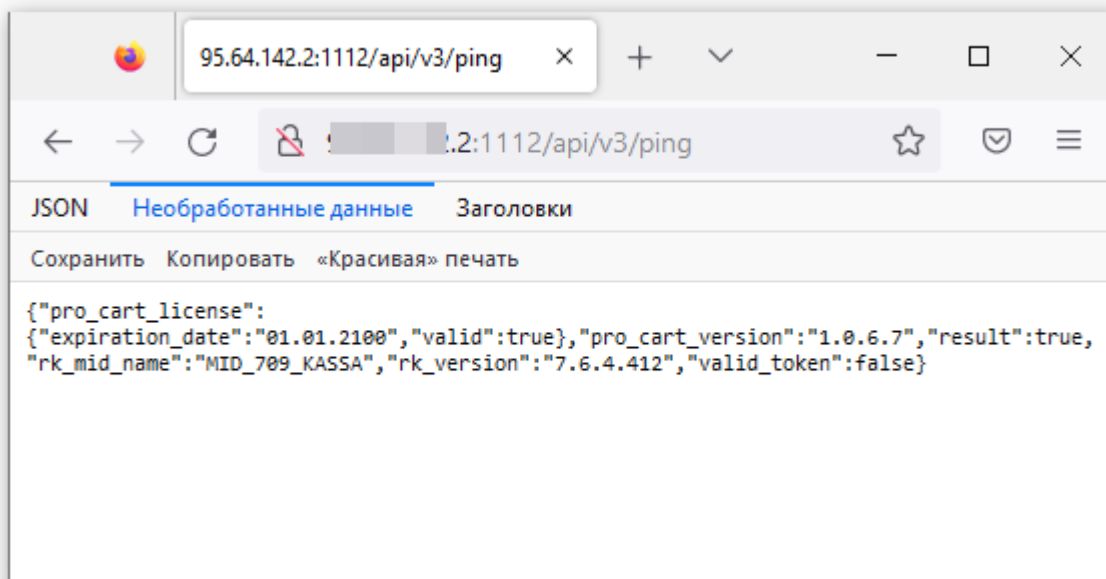 95.64.142.2:1112/api/v3/ping
.2:1112/api/v3/ping
JSON Необработанные данные Заголовки
Сохранить Копировать «Красивая» печать
{"pro_cart_license":
{"expiration_date":"01.01.2100","valid":true},"pro_cart_version":"1.0.6.7","result":true,
"rk_mid_name":"MID_709_KASSA","rk_version":"7.6.4.412","valid_token":false}